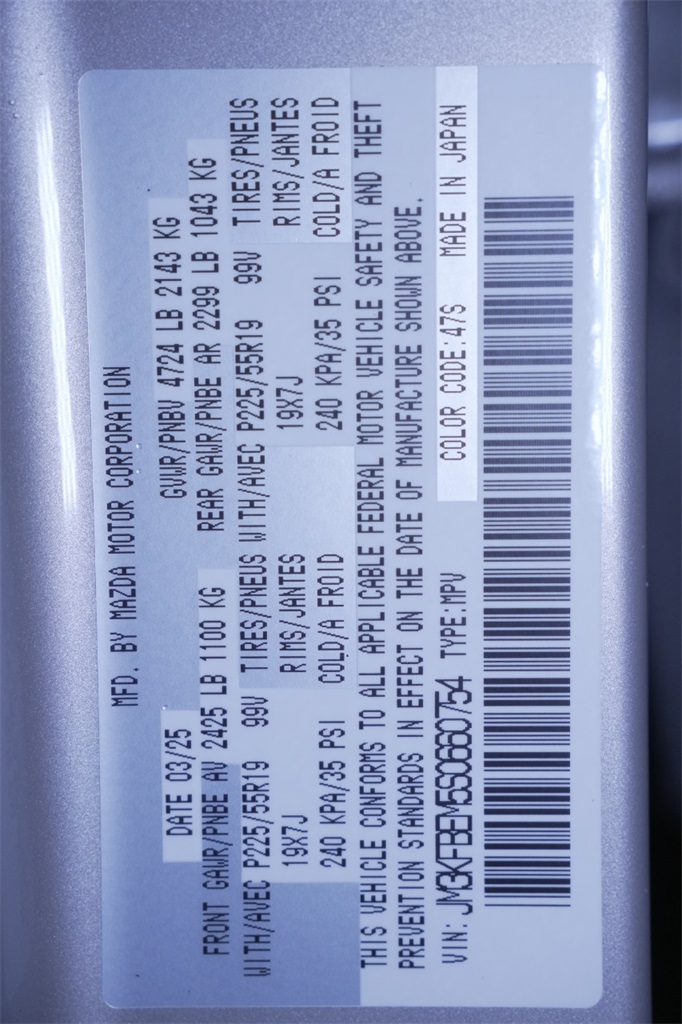 MFD. BY MAZDA MOTOR CORPORATION
DATE 03/25 GVWR/PNBV 4724 LB 2143 KG
FRONT GAWR/PNBE AV 2425 LB 1100 KG REAR GAWR/PNBE AR 2299 LB 1043 KG
WITH/AVEC P225/55R19 99V TIRES/PNEUS WITH/AVEC P225/55R19 99V TIRES/PNEUS
19X7J RIMS/JANTES 19X7J RIMS/JANTES
240 KPA/35 PSI COLD/A FROID 240 KPA/35 PSI COLD/A FROID
THIS VEHICLE CONFORMS TO ALL APPLICABLE FEDERAL MOTOR VEHICLE SAFETY AND THEFT
PREVENTION STANDARDS IN EFFECT ON THE DATE OF MANUFACTURE SHOWN ABOVE.
VIN: JM3KFBEM5S0660754 TYPE:MPV COLOR CODE:47S MADE IN JAPAN